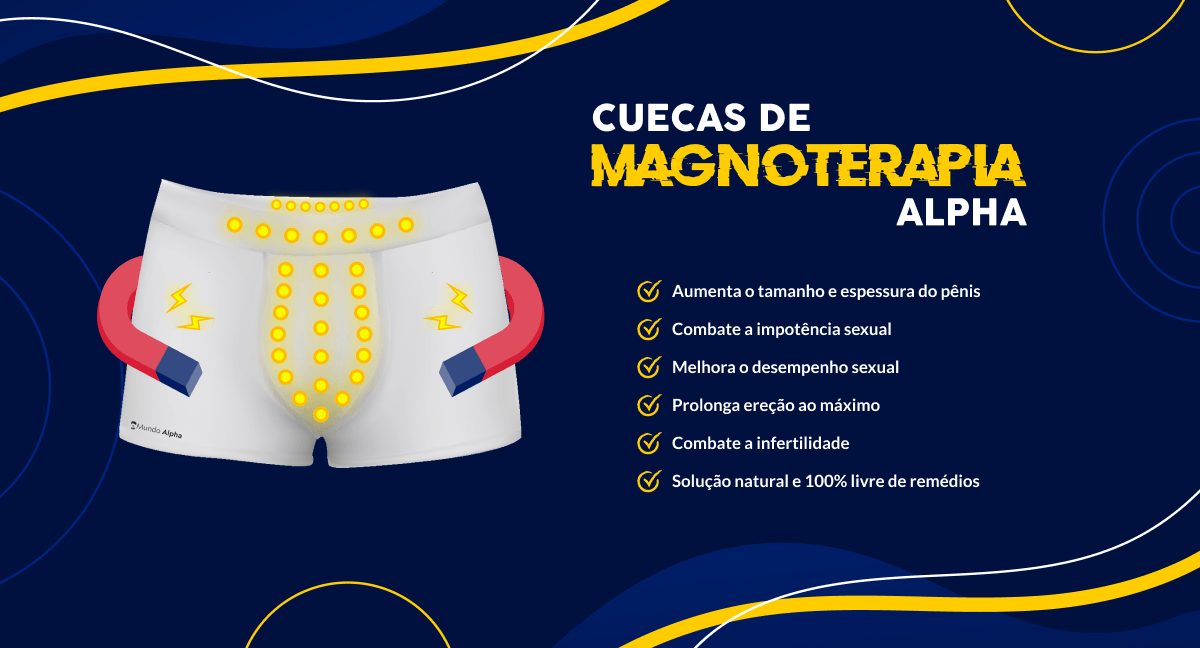 CUECAS DE
MAGNOTERAPIA
ALPHA
Aumenta o tamanho e espessura do pênis
Combate a impotência sexual
Melhora o desempenho sexual
Prolonga ereção ao máximo
Combate a infertilidade
Solução natural e 100% livre de remédios
Mundo Alpha